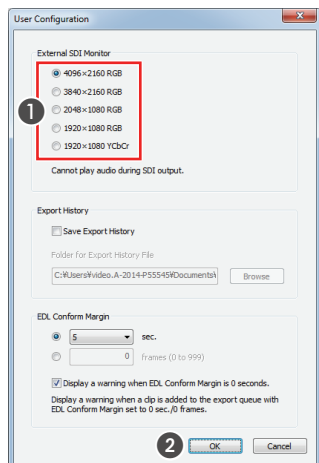 User Configuration
x
External SDI Monitor
4096×2160 RGB
3840×2160 RGB
1
2048×1080 RGB
1920×1080 RGB
1920×1080 YCbCr
Cannot play audio during SDI output.
Export History
Save Export History
Folder for Export History File
C:¥Users¥video.A-2014-P55545¥Documents¥
Browse
EDL Conform Margin
5 sec.
0 frames (0 to 999)
Display a warning when EDL Conform Margin is 0 seconds.
Display a warning when a clip is added to the export queue with
EDL Conform Margin set to 0 sec./0 frames.
2
OK
Cancel